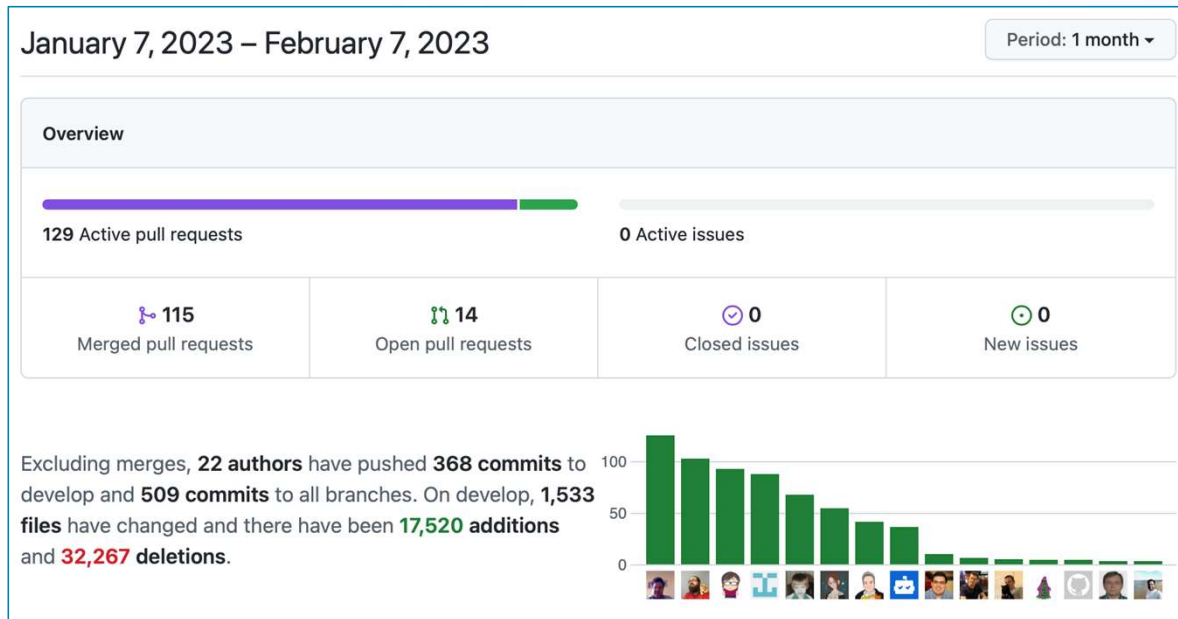 January 7, 2023 – February 7, 2023
Period: 1 month
Overview
129 Active pull requests
0 Active issues
115
Merged pull requests
14
Open pull requests
0
Closed issues
0
New issues
Excluding merges, 22 authors have pushed 368 commits to
develop and 509 commits to all branches. On develop, 1,533
files have changed and there have been 17,520 additions
and 32,267 deletions.
100
50
0